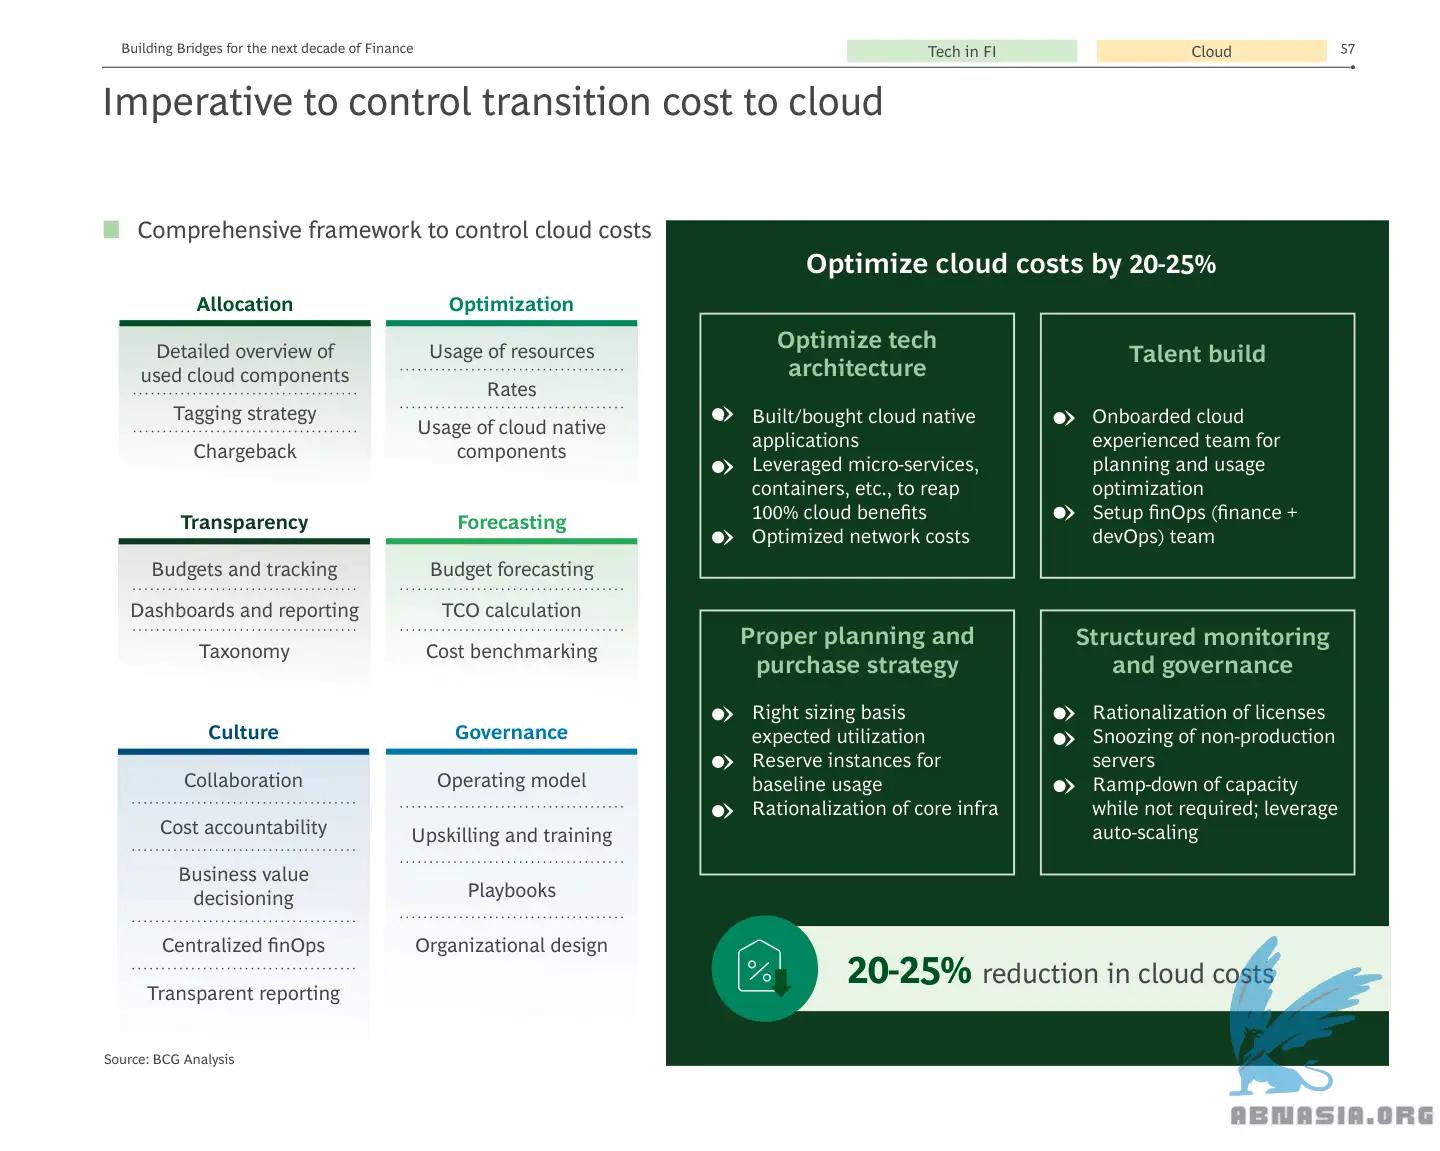 Building Bridges for the next decade of Finance
Tech in FI
Cloud
57
Imperative to control transition cost to cloud
Comprehensive framework to control cloud costs
Allocation
Detailed overview of
used cloud components
Tagging strategy
Chargeback
Optimization
Usage of resources
Rates
Usage of cloud native
components
Transparency
Budgets and tracking
Dashboards and reporting
Taxonomy
Forecasting
Budget forecasting
TCO calculation
Cost benchmarking
Culture
Collaboration
Cost accountability
Business value
decisioning
Centralized finOps
Transparent reporting
Governance
Operating model
Upskilling and training
Playbooks
Organizational design
Optimize cloud costs by 20-25%
Optimize tech
architecture
Built/bought cloud native
applications
Leveraged micro-services,
containers, etc., to reap
100% cloud benefits
Optimized network costs
Talent build
Onboarded cloud
experienced team for
planning and usage
optimization
Setup finOps (finance +
devOps) team
Proper planning and
purchase strategy
Right sizing basis
expected utilization
Reserve instances for
baseline usage
Rationalization of core infra
Structured monitoring
and governance
Rationalization of licenses
Snoozing of non-production
servers
Ramp-down of capacity
while not required; leverage
auto-scaling
%
20-25% reduction in cloud costs
Source: BCG Analysis
ABNASIA.ORG